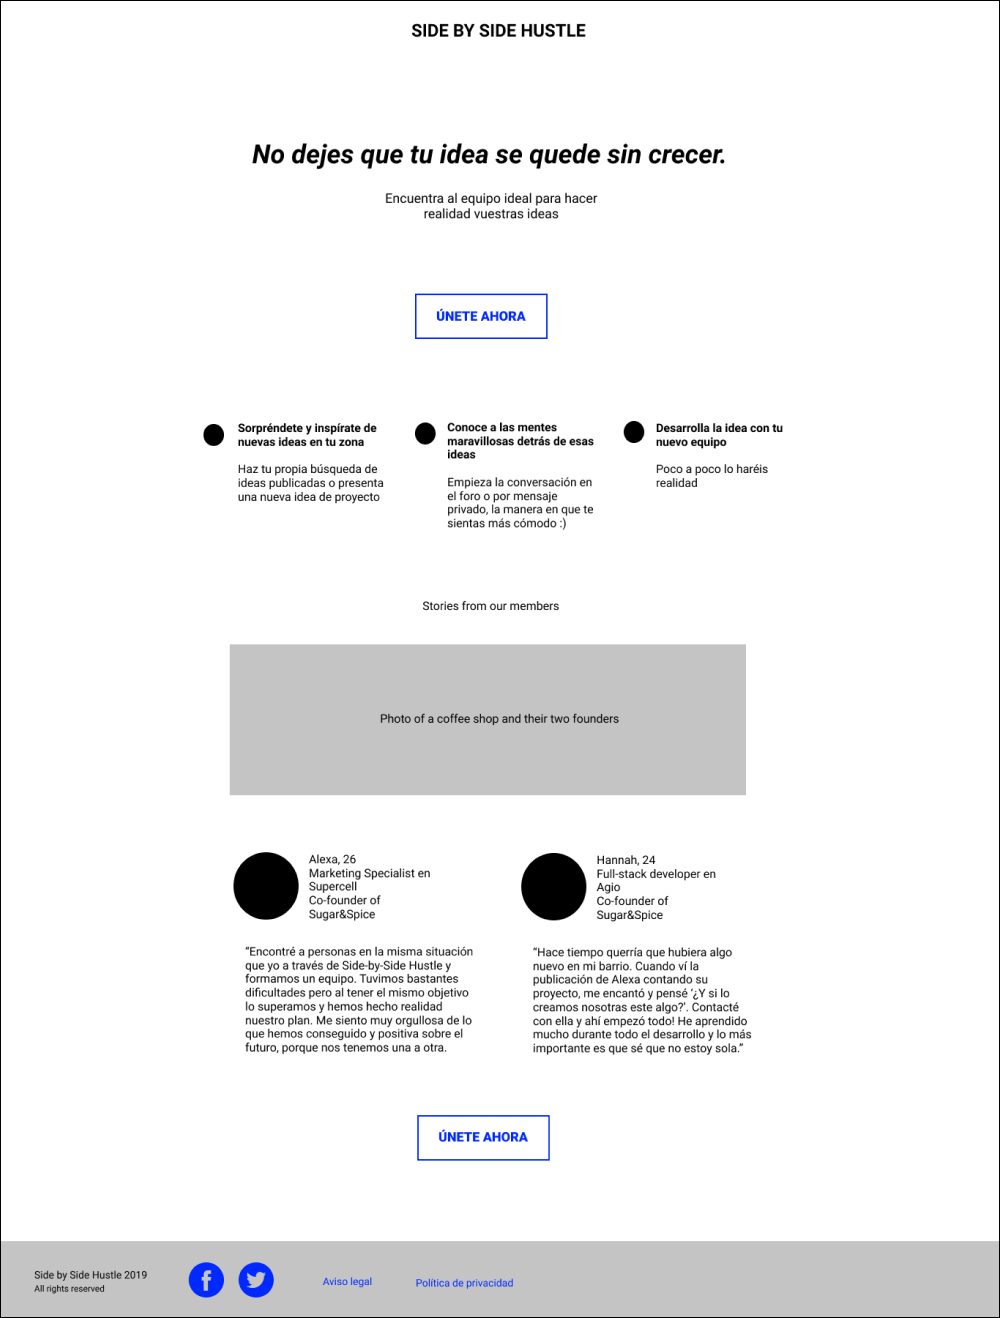 SIDE BY SIDE HUSTLE
No dejes que tu idea se quede sin crecer.
Encuentra al equipo ideal para hacer
realidad vuestras ideas
ÚNETE AHORA
Sorpréndete y inspírate de
nuevas ideas en tu zona
Haz tu propia búsqueda de
ideas publicadas o presenta
una nueva idea de proyecto
Conoce a las mentes
maravillosas detrás de esas
ideas
Empieza la conversación en
el foro o por mensaje
privado, la manera en que te
sientas más cómodo :)
Desarrolla la idea con tu
nuevo equipo
Poco a poco lo haréis
realidad
Stories from our members
Photo of a coffee shop and their two founders
Alexa, 26
Marketing Specialist en
Supercell
Co-founder of
Sugar&Spice
“Encontré a personas en la misma situación
que yo a través de Side-by-Side Hustle y
formamos un equipo. Tuvimos bastantes
dificultades pero al tener el mismo objetivo
lo superamos y hemos hecho realidad
nuestro plan. Me siento muy orgullosa de lo
que hemos conseguido y positiva sobre el
futuro, porque nos tenemos una a otra.
Hannah, 24
Full-stack developer en
Agio
Co-founder of
Sugar&Spice
“Hace tiempo querría que hubiera algo
nuevo en mi barrio. Cuando ví la
publicación de Alexa contando su
proyecto, me encantó y pensé ‘¿Y si lo
creamos nosotras este algo?’. Contacté
con ella y ahí empezó todo! He aprendido
mucho durante todo el desarrollo y lo más
importante es que sé que no estoy sola.”
ÚNETE AHORA
Side by Side Hustle 2019
All rights reserved
Aviso legal
Política de privacidad